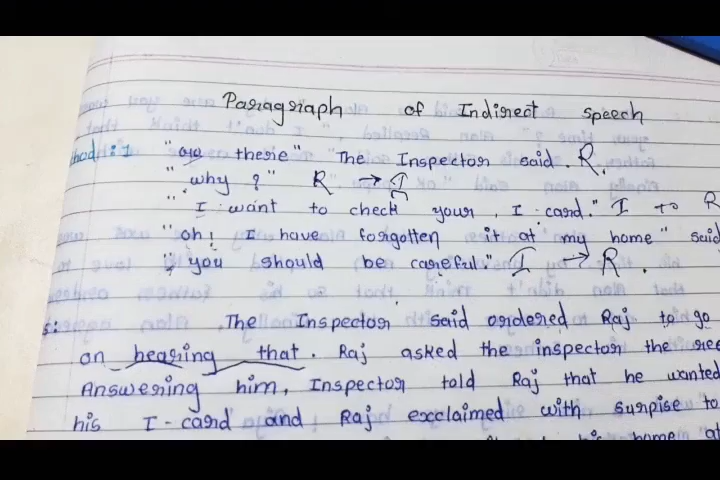 Paragraph of Indirect speech
"go there" The Inspector said. R.
"why?" R → I
"I want to check your, I-card." I to R
"oh! I have forgotten it at my home" said
"you should be careful." I → R.
The Inspector said ordered Raj to go
on hearing that. Raj asked the inspector the
Answering him, Inspector told Raj that he wanted
his I-card and Raj exclaimed with surprise to
his home at